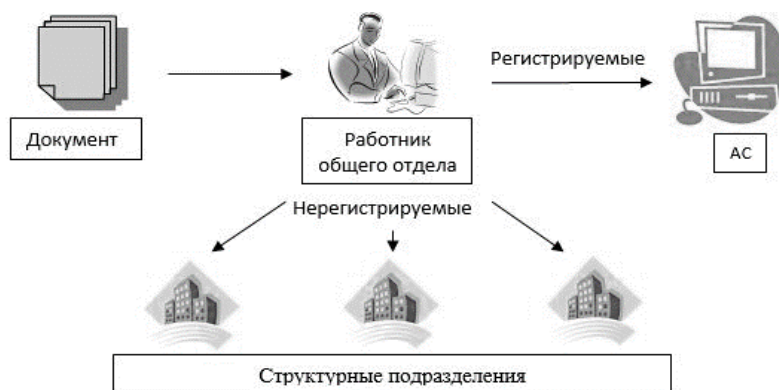 Регистрируемые
Документ
Работник
общего отдела
АС
Нерегистрируемые
Структурные подразделения